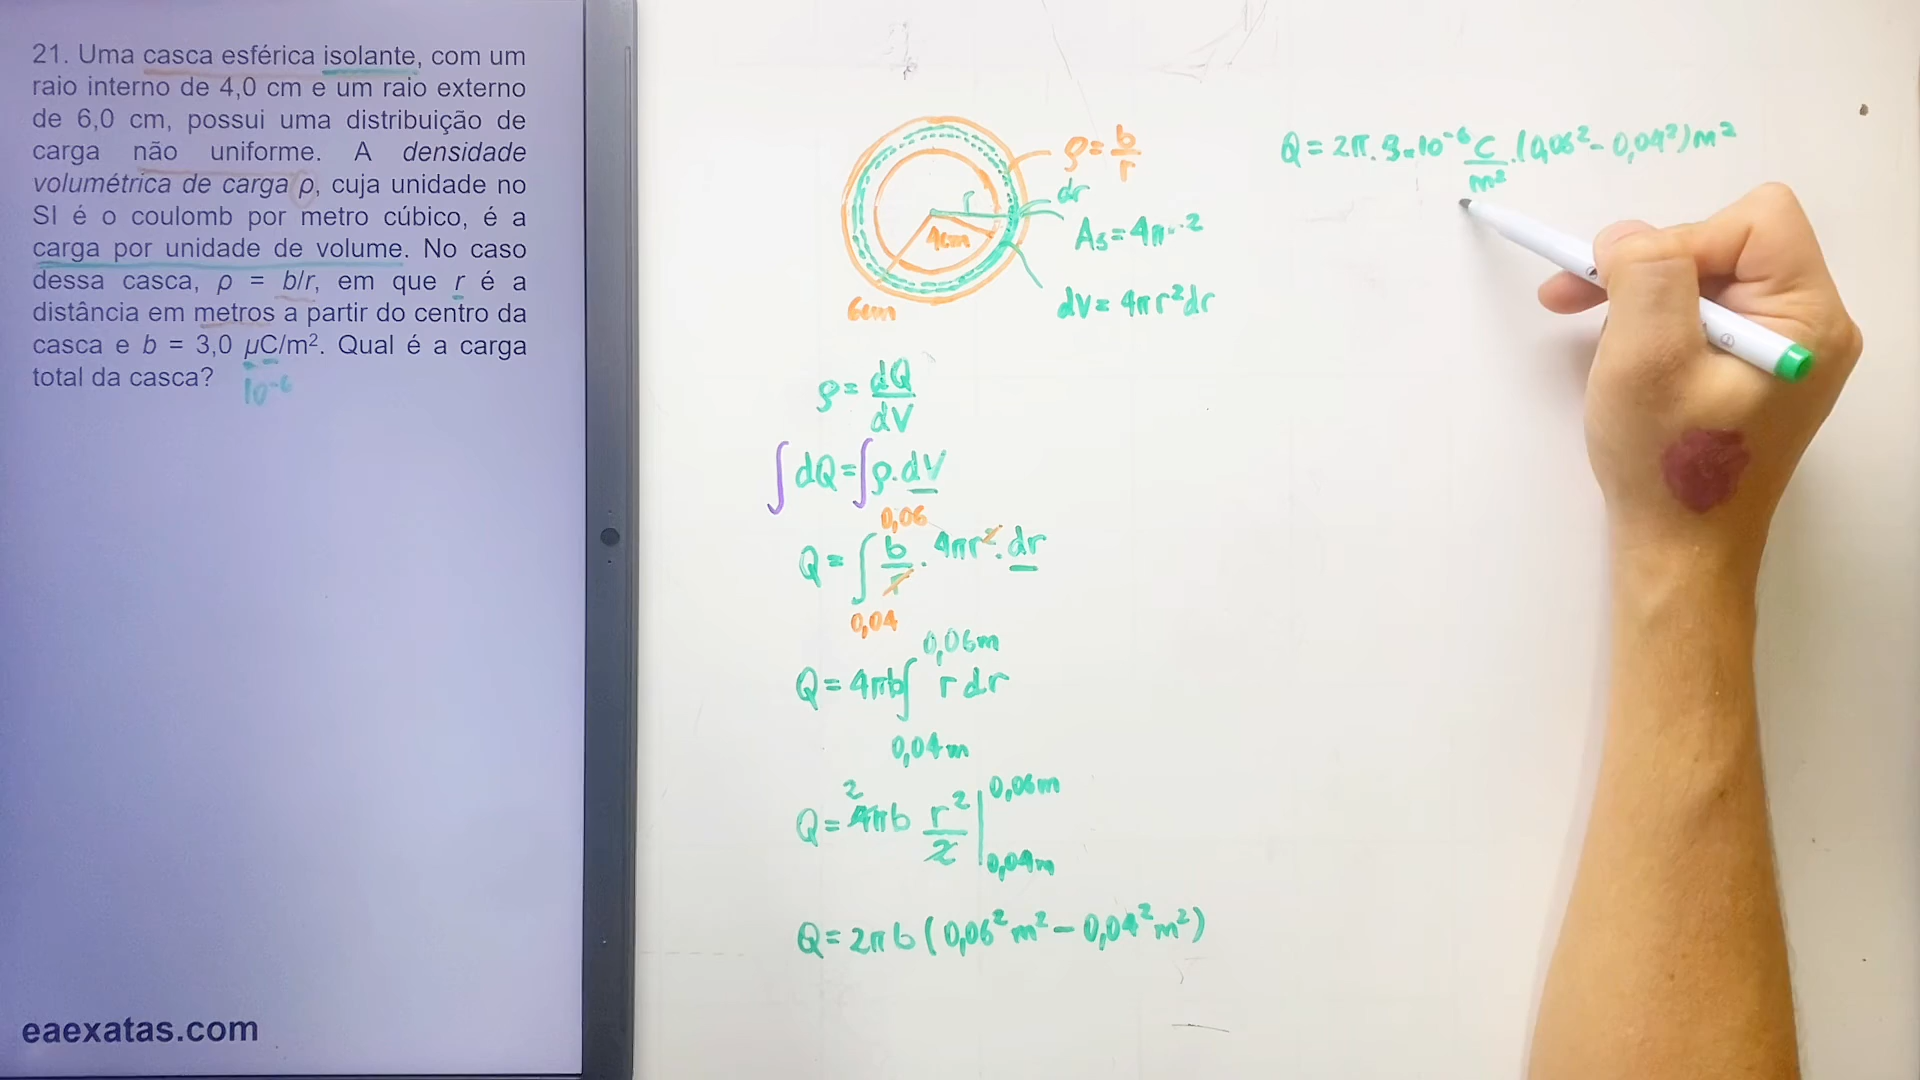 21. Uma casca esférica isolante, com um
raio interno de 4,0 cm e um raio externo
de 6,0 cm, possui uma distribuição de
carga não uniforme. A densidade
volumétrica de carga ρ, cuja unidade no
SI é o coulomb por metro cúbico, é a
carga por unidade de volume. No caso
dessa casca, ρ = b/r, em que r é a
distância em metros a partir do centro da
casca e b = 3,0 μC/m². Qual é a carga
total da casca?
10⁻⁶
eaexatas.com
ρ = b/r
dr
r
4cm
6cm
dV = 4πr²dr
ρ = dQ/dV
∫dQ = ∫ρ.dV
0,06
Q = ∫ b/r . 4πr² . dr
0,04
0,06m
Q = 4πb∫ r dr
0,04m
2
Q = 4πb r²/2 | 0,06m
0,04m
Q = 2πb (0,06²m² − 0,04²m²)
Q = 2π. .10⁻⁶ C/m² .(0,06² − 0,04²)m²